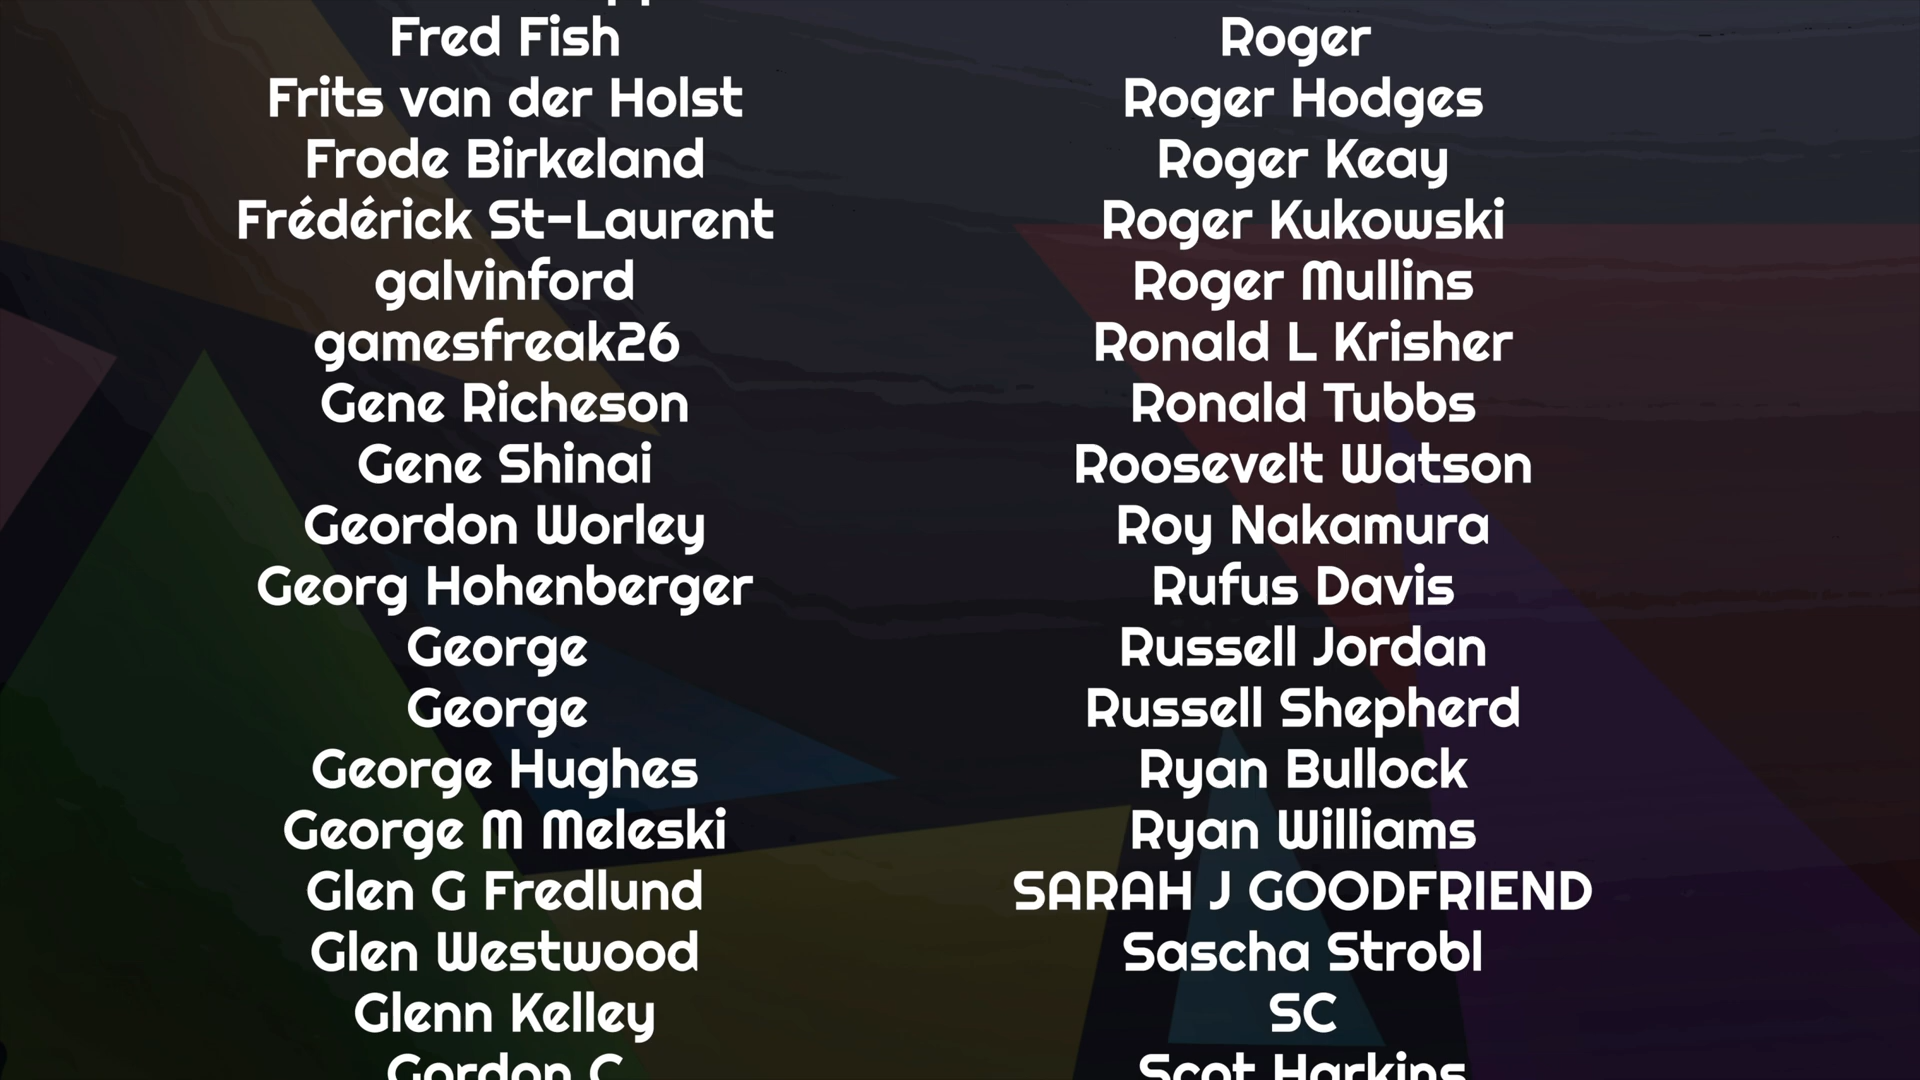 Fred Fish
Frits van der Holst
Frode Birkeland
Frédérick St-Laurent
galvinford
gamesfreak26
Gene Richeson
Gene Shinai
Geordon Worley
Georg Hohenberger
George
George
George Hughes
George M Meleski
Glen G Fredlund
Glen Westwood
Glenn Kelley
Gordon C
Roger
Roger Hodges
Roger Keay
Roger Kukowski
Roger Mullins
Ronald L Krisher
Ronald Tubbs
Roosevelt Watson
Roy Nakamura
Rufus Davis
Russell Jordan
Russell Shepherd
Ryan Bullock
Ryan Williams
SARAH J GOODFRIEND
Sascha Strobl
SC
Scot Harkins